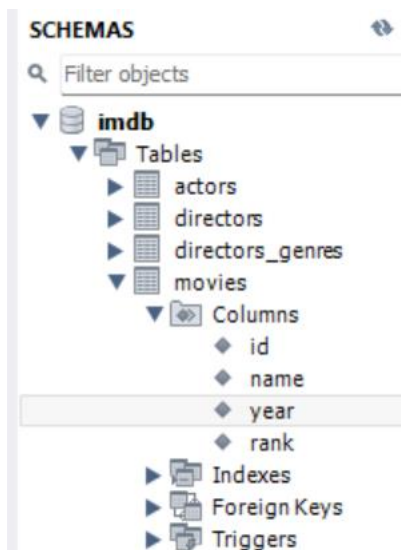 SCHEMAS
Filter objects
imdb
Tables
actors
directors
directors_genres
movies
Columns
id
name
year
rank
Indexes
Foreign Keys
Triggers